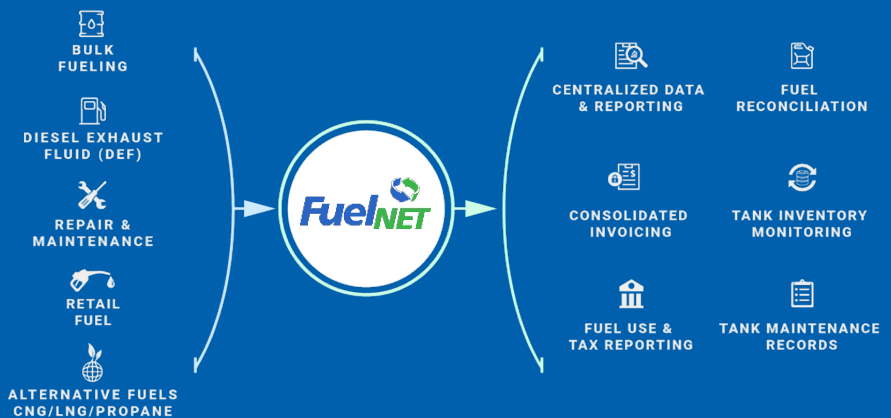 BULK
FUELING
DIESEL EXHAUST
FLUID (DEF)
REPAIR &
MAINTENANCE
RETAIL
FUEL
ALTERNATIVE FUELS
CNG/LNG/PROPANE
FuelNET
CENTRALIZED DATA
& REPORTING
FUEL
RECONCILIATION
CONSOLIDATED
INVOICING
TANK INVENTORY
MONITORING
FUEL USE &
TAX REPORTING
TANK MAINTENANCE
RECORDS